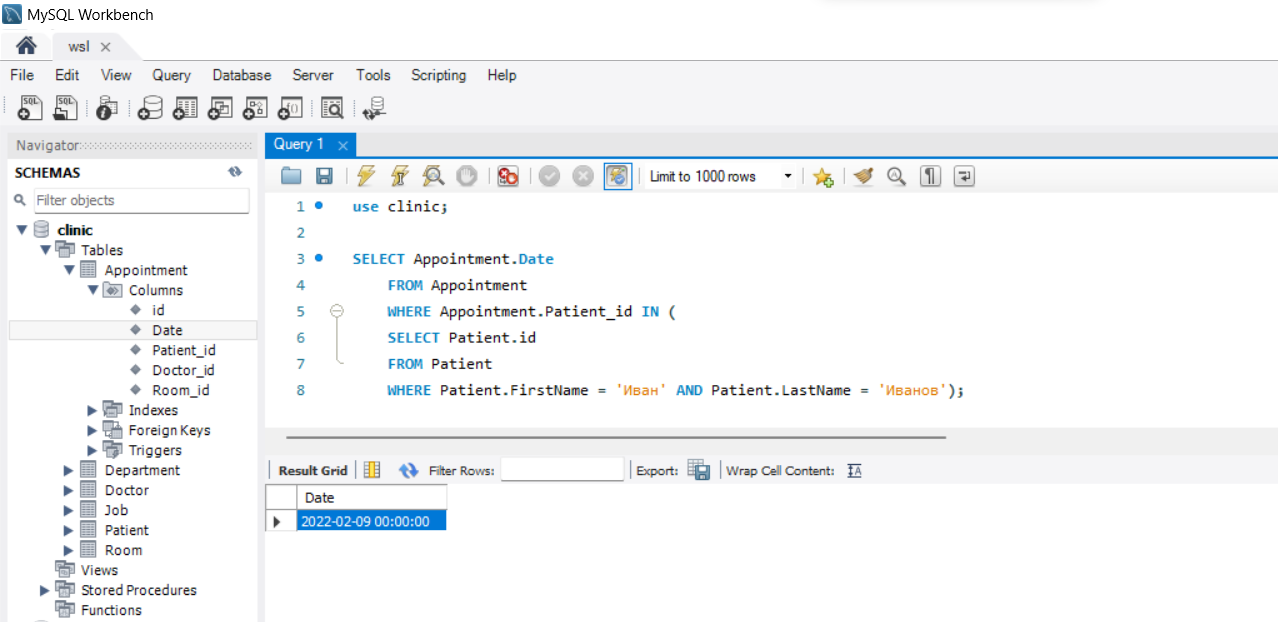 MySQL Workbench
wsl
File Edit View Query Database Server Tools Scripting Help
Navigator
SCHEMAS
Filter objects
clinic
Tables
Appointment
Columns
id
Date
Patient_id
Doctor_id
Room_id
Indexes
Foreign Keys
Triggers
Department
Doctor
Job
Patient
Room
Views
Stored Procedures
Functions
Query 1
Limit to 1000 rows
1 use clinic;
2
3 SELECT Appointment.Date
4 FROM Appointment
5 WHERE Appointment.Patient_id IN (
6 SELECT Patient.id
7 FROM Patient
8 WHERE Patient.FirstName = 'Иван' AND Patient.LastName = 'Иванов');
Result Grid Filter Rows: Export: Wrap Cell Content:
Date
2022-02-09 00:00:00